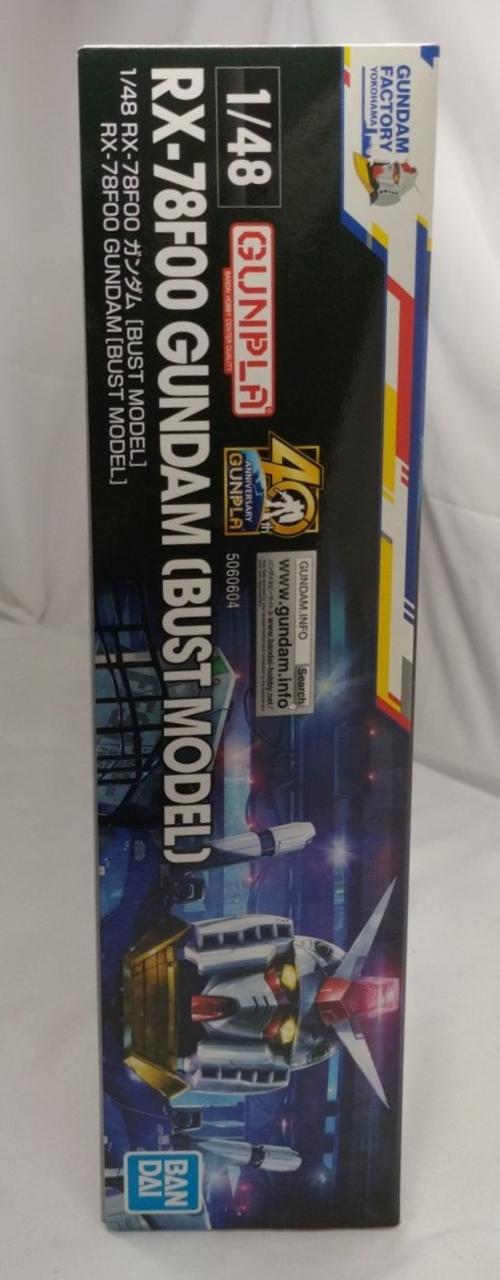 GUNDAM
FACTORY
YOKOHAMA
1/48
GUNPLA
BANDAI HOBBY CENTER QUALITY
40th
ANNIVERSARY
GUNPLA
GUNDAM.INFO Search
www.gundam.info
5060604
RX-78F00 GUNDAM [BUST MODEL]
1/48 RX-78F00 ガンダム [BUST MODEL]
RX-78F00 GUNDAM [BUST MODEL]
BAN
DAI